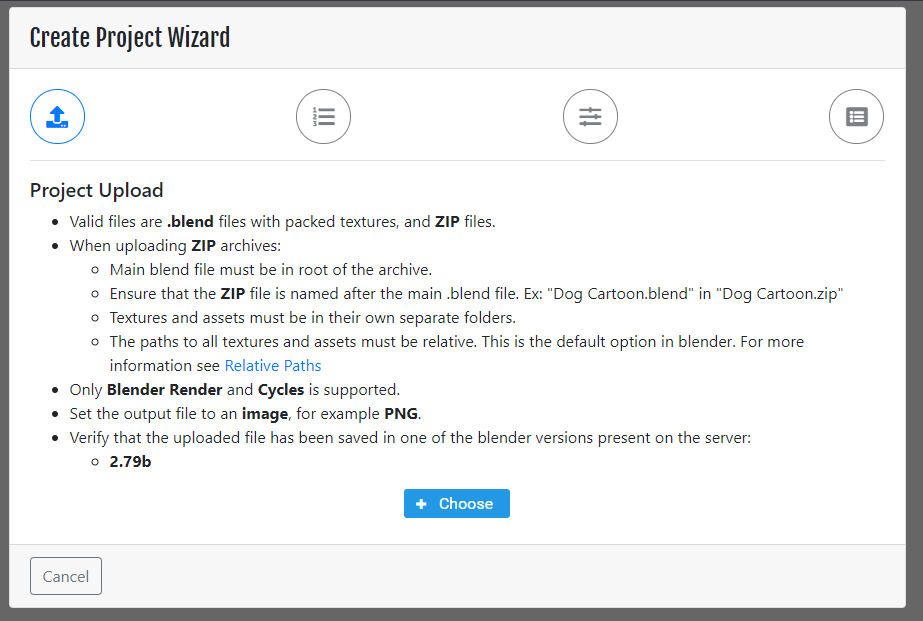 Create Project Wizard
Project Upload
Valid files are .blend files with packed textures, and ZIP files.
When uploading ZIP archives:
Main blend file must be in root of the archive.
Ensure that the ZIP file is named after the main .blend file. Ex: "Dog Cartoon.blend" in "Dog Cartoon.zip"
Textures and assets must be in their own separate folders.
The paths to all textures and assets must be relative. This is the default option in blender. For more
information see Relative Paths
Only Blender Render and Cycles is supported.
Set the output file to an image, for example PNG.
Verify that the uploaded file has been saved in one of the blender versions present on the server:
2.79b
Choose
Cancel